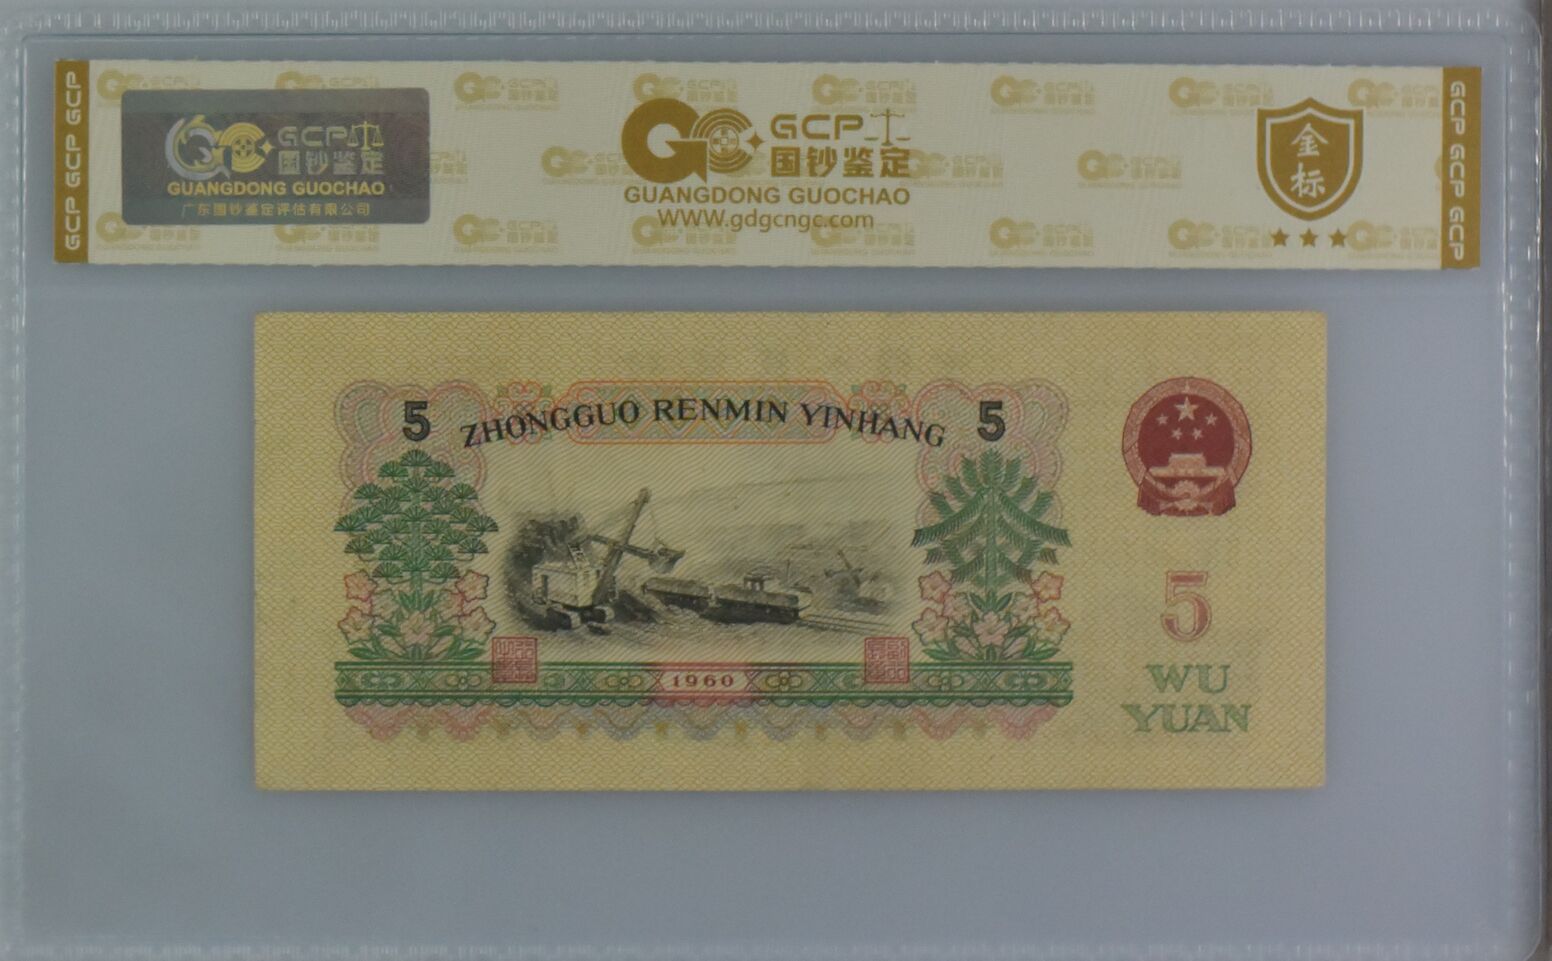 GCP GCP GCP
GCP
国钞鉴定
GUANGDONG GUOCHAO
广东国钞鉴定评估有限公司
GCP
国钞鉴定
GUANGDONG GUOCHAO
WWW.gdgcngc.com
金标
GCP GCP GCP
5 ZHONGGUO RENMIN YINHANG 5
1960
5
WU
YUAN